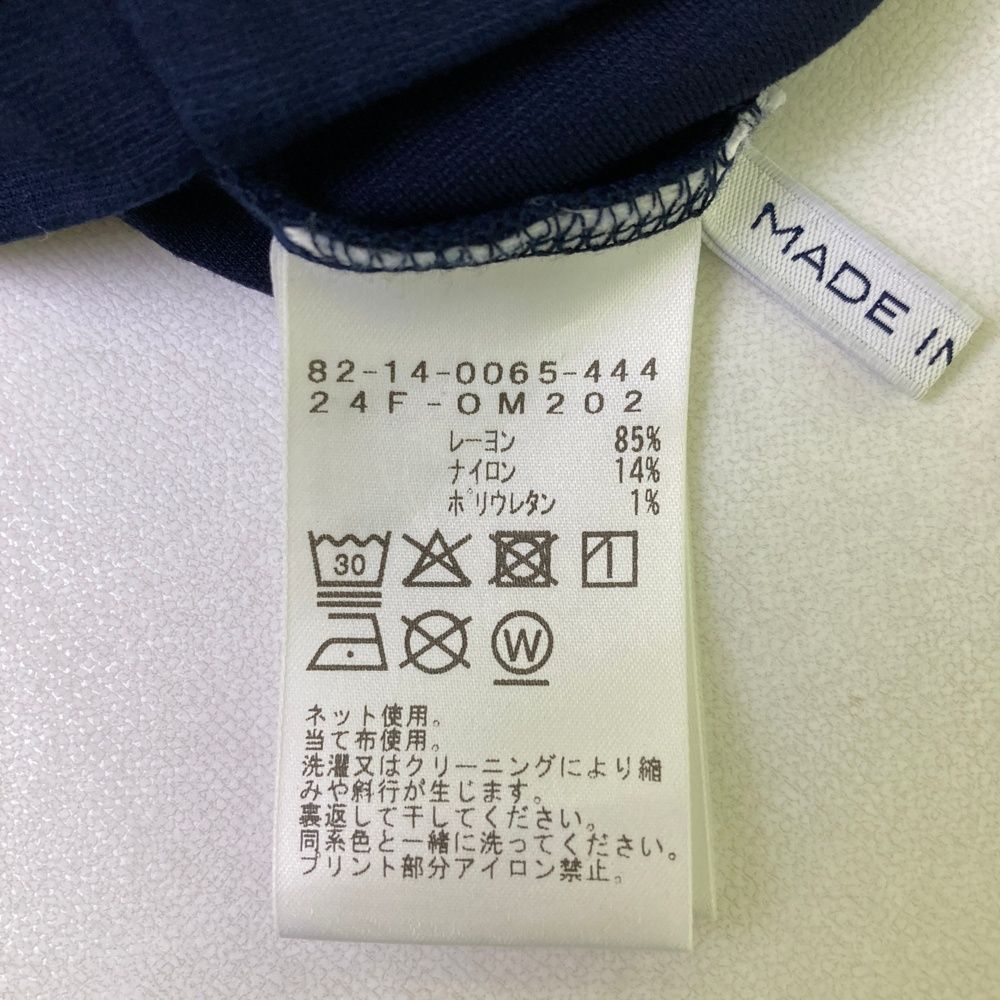 MADE IN
82-14-0065-444
24F-OM202
レーヨン 85%
ナイロン 14%
ポリウレタン 1%
30
W
ネット使用。
当て布使用。
洗濯又はクリーニングにより縮
みや斜行が生じます。
裏返して干してください。
同系色と一緒に洗ってください。
プリント部分アイロン禁止。